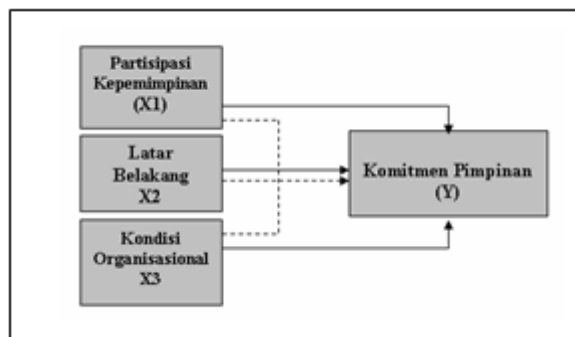 Partisipasi
Kepemimpinan
(X1)
Latar
Belakang
X2
Kondisi
Organisasional
X3
Komitmen Pimpinan
(Y)